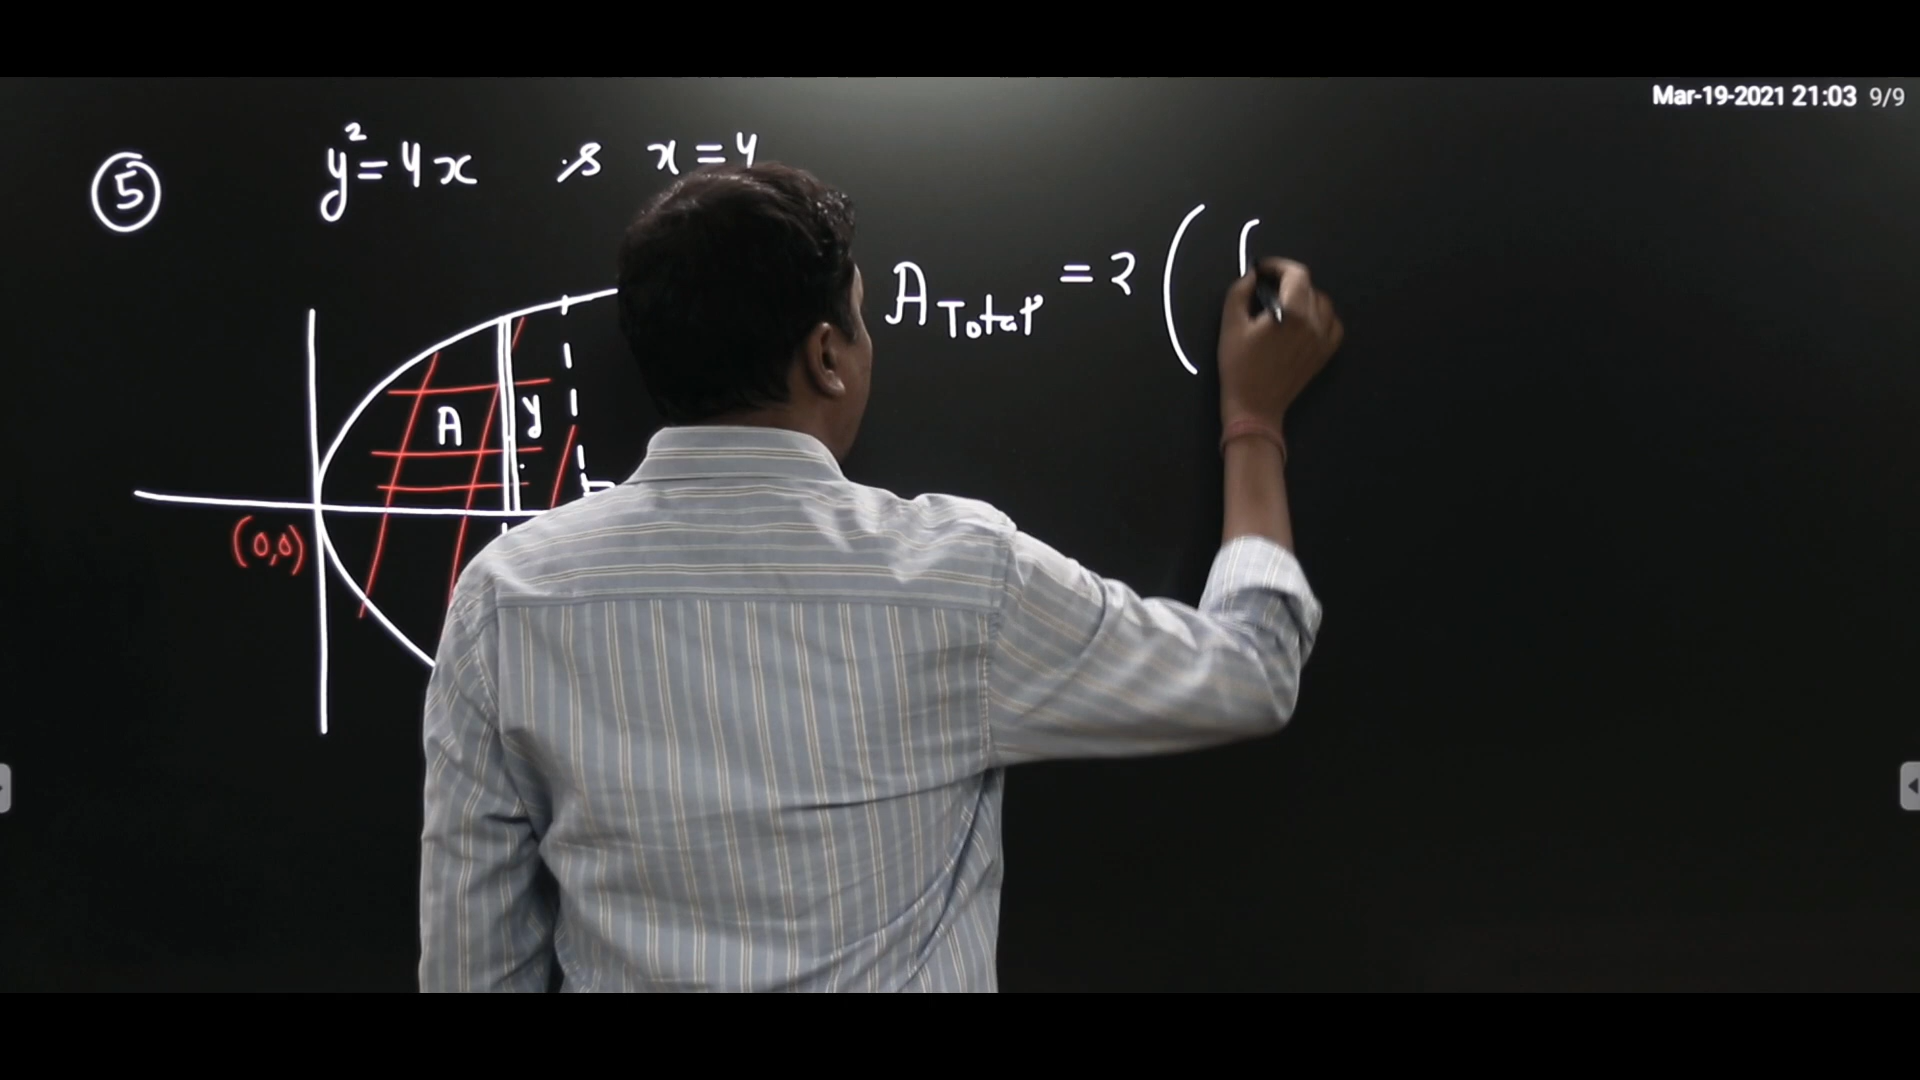 Mar-19-2021 21:03 9/9
⑤ y²=4x & x=4
A Total = 2 ( ∫
A y
(0,0)